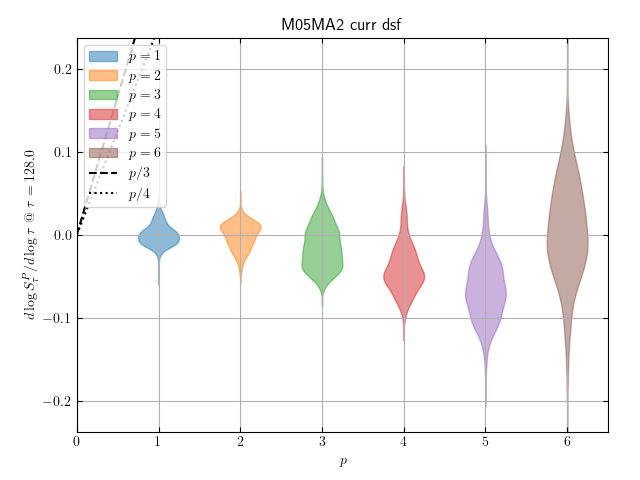 M05MA2 curr dsf
p = 1
p = 2
p = 3
p = 4
p = 5
p = 6
p/3
p/4
d log S_τ^P / d log τ @ τ = 128.0
0.2
0.1
0.0
−0.1
−0.2
0 1 2 3 4 5 6
p